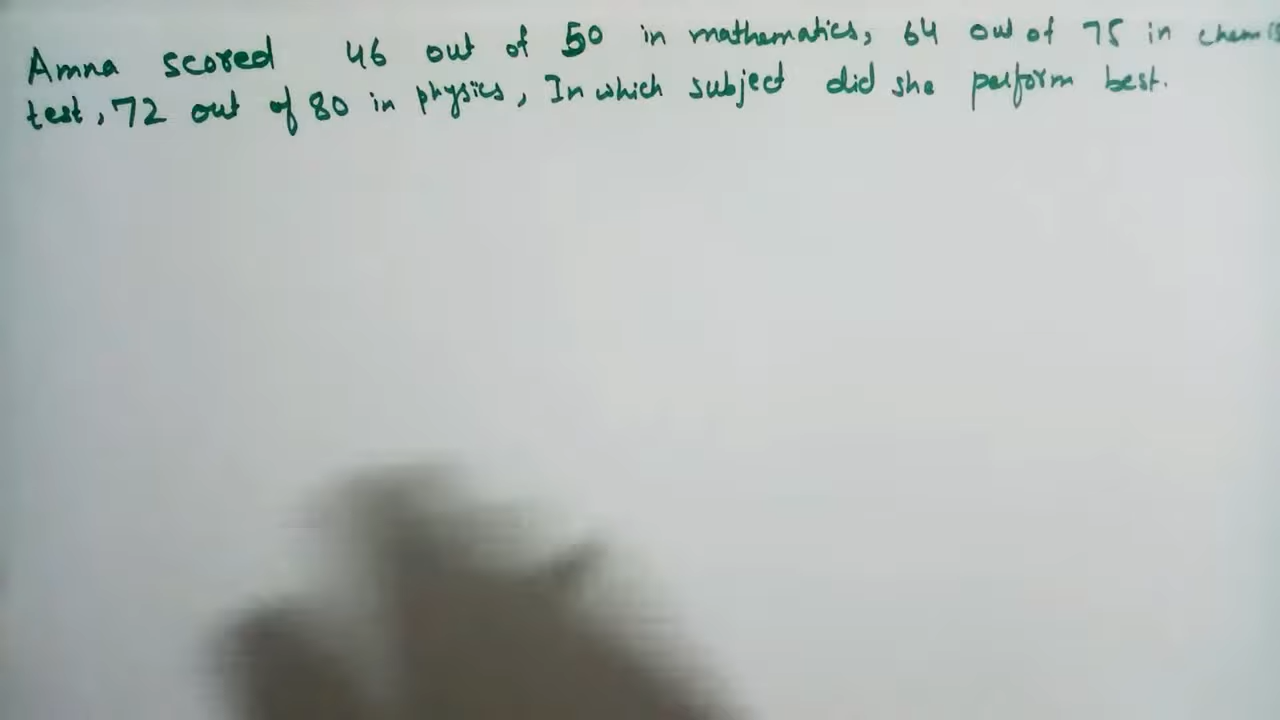 Amna scored 46 out of 50 in mathematics, 64 out of 75 in
test, 72 out of 80 in physics, In which subject did she perform best.